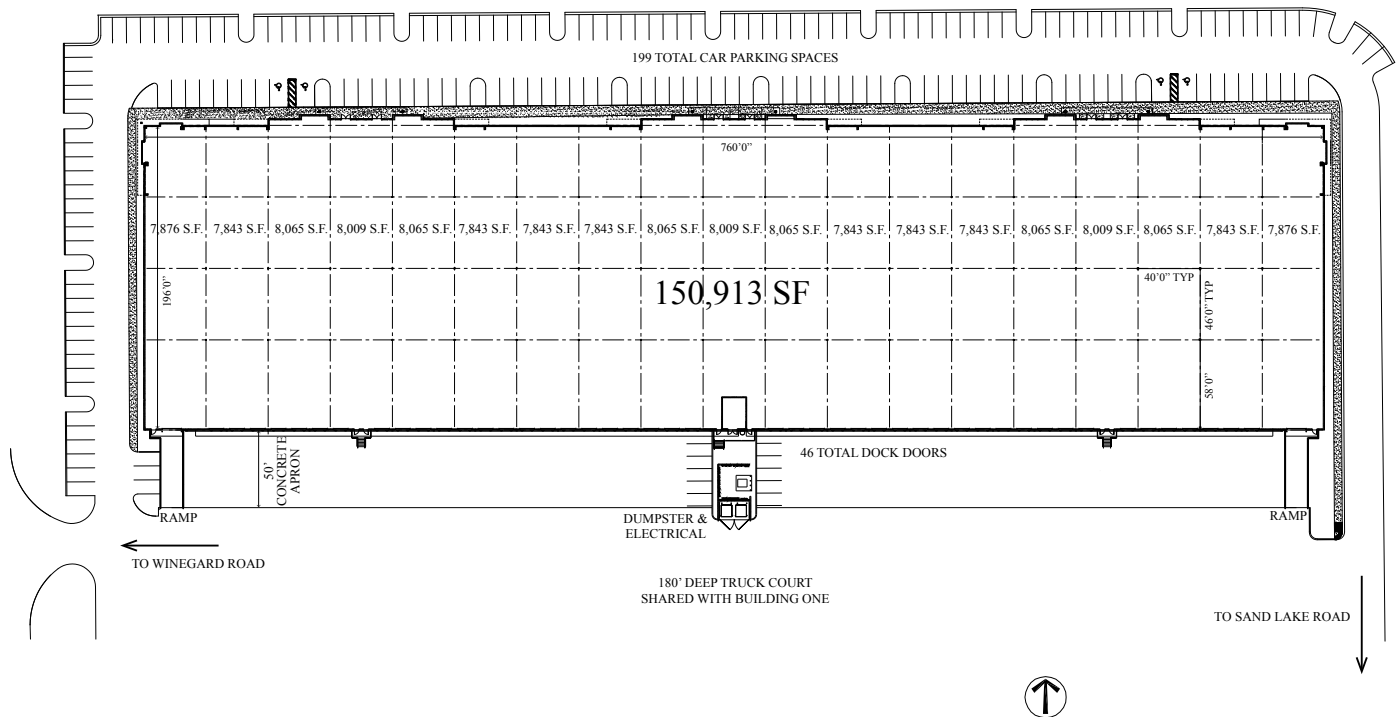 199 TOTAL CAR PARKING SPACES
760'0"
7,876 S.F. 7,843 S.F. 8,065 S.F. 8,009 S.F. 8,065 S.F. 7,843 S.F. 7,843 S.F. 7,843 S.F. 8,065 S.F. 8,009 S.F. 8,065 S.F. 7,843 S.F. 7,843 S.F. 7,843 S.F. 8,065 S.F. 8,009 S.F. 8,065 S.F. 7,843 S.F. 7,876 S.F.
196'0"
150,913 SF
40'0" TYP
46'0" TYP
58'0"
50'
CONCRETE
APRON
46 TOTAL DOCK DOORS
RAMP
DUMPSTER &
ELECTRICAL
RAMP
TO WINEGARD ROAD
180' DEEP TRUCK COURT
SHARED WITH BUILDING ONE
TO SAND LAKE ROAD